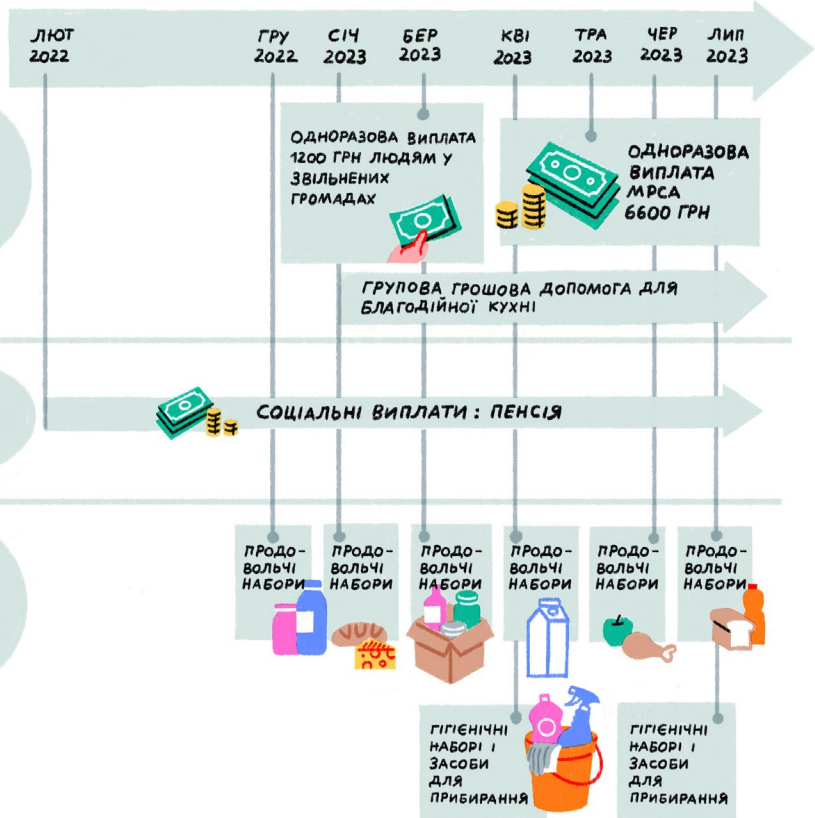 ЛЮТ
2022
ГРУ
2022
СІЧ
2023
БЕР
2023
КВІ
2023
ТРА
2023
ЧЕР
2023
ЛИП
2023
ОДНОРАЗОВА ВИПЛАТА
1200 ГРН ЛЮДЯМ У
ЗВІЛЬНЕНИХ
ГРОМАДАХ
ОДНОРАЗОВА
ВИПЛАТА
МРСА
6600 ГРН
ГРУПОВА ГРОШОВА ДОПОМОГА ДЛЯ
БЛАГОДІЙНОЇ КУХНІ
СОЦІАЛЬНІ ВИПЛАТИ : ПЕНСІЯ
ПРОДО-
ВОЛЬЧІ
НАБОРИ
ПРОДО-
ВОЛЬЧІ
НАБОРИ
ПРОДО-
ВОЛЬЧІ
НАБОРИ
ПРОДО-
ВОЛЬЧІ
НАБОРИ
ПРОДО-
ВОЛЬЧІ
НАБОРИ
ПРОДО-
ВОЛЬЧІ
НАБОРИ
ГІГІЄНІЧНІ
НАБОРІ І
ЗАСОБИ
ДЛЯ
ПРИБИРАННЯ
ГІГІЄНІЧНІ
НАБОРІ І
ЗАСОБИ
ДЛЯ
ПРИБИРАННЯ